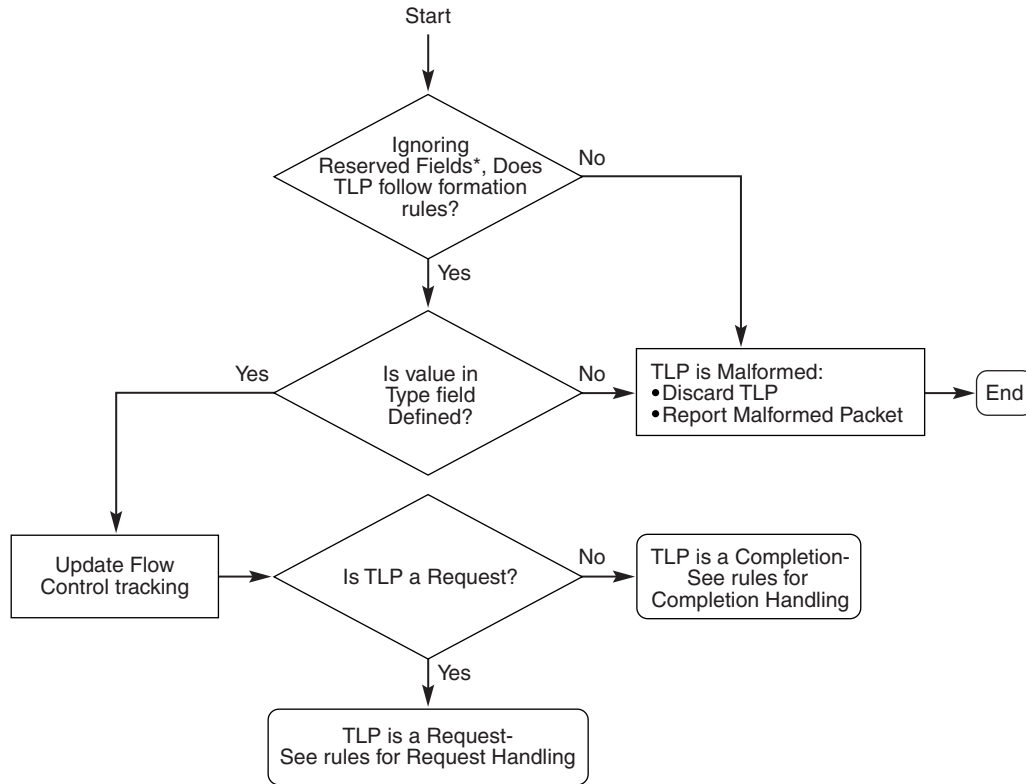 Start
Ignoring
Reserved Fields*, Does
TLP follow formation
rules?
No
Yes
Yes
Is value in
Type field
Defined?
No
TLP is Malformed:
•Discard TLP
•Report Malformed Packet
End
Update Flow
Control tracking
Is TLP a Request?
No
TLP is a Completion-
See rules for
Completion Handling
Yes
TLP is a Request-
See rules for Request Handling